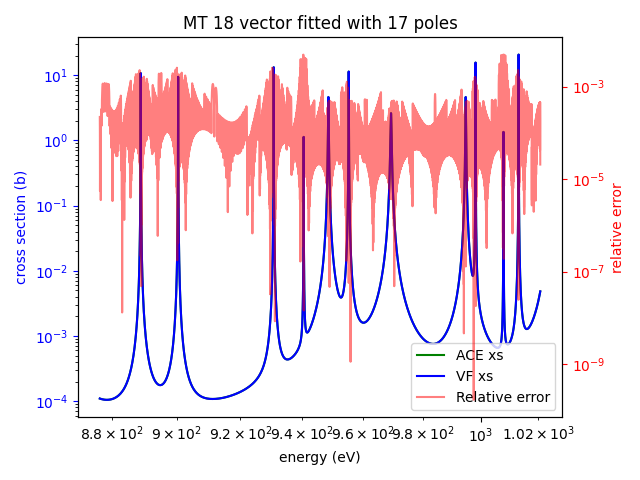 MT 18 vector fitted with 17 poles
cross section (b)
10¹
10⁰
10⁻¹
10⁻²
10⁻³
10⁻⁴
10⁻³
10⁻⁵
10⁻⁷
10⁻⁹
relative error
ACE xs
VF xs
Relative error
8.8 × 10² 9 × 10² 9.2 × 10² 9.4 × 10² 9.6 × 10² 9.8 × 10² 10³ 1.02 × 10³
energy (eV)